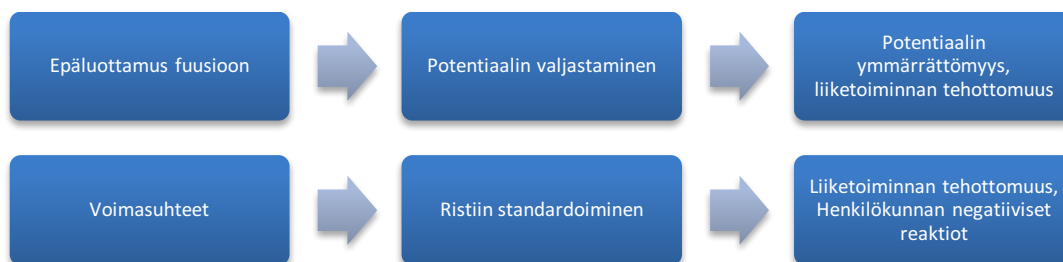 Epäluottamus fuusioon
Potentiaalin valjastaminen
Potentiaalin
ymmärrättömyys,
liiketoiminnan tehottomuus
Voimasuhteet
Ristiin standardoiminen
Liiketoiminnan tehottomuus,
Henkilökunnan negatiiviset
reaktiot